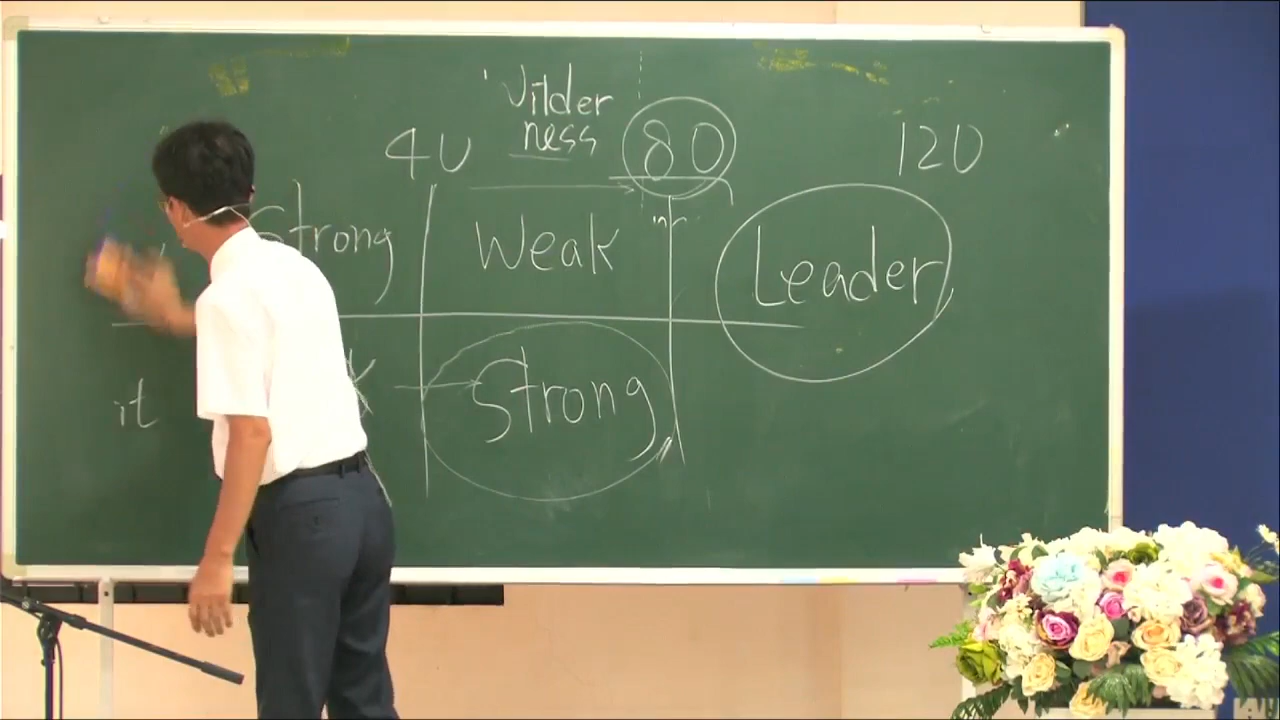 Wilder
ness
40 80 120
Strong Weak Leader
it Strong